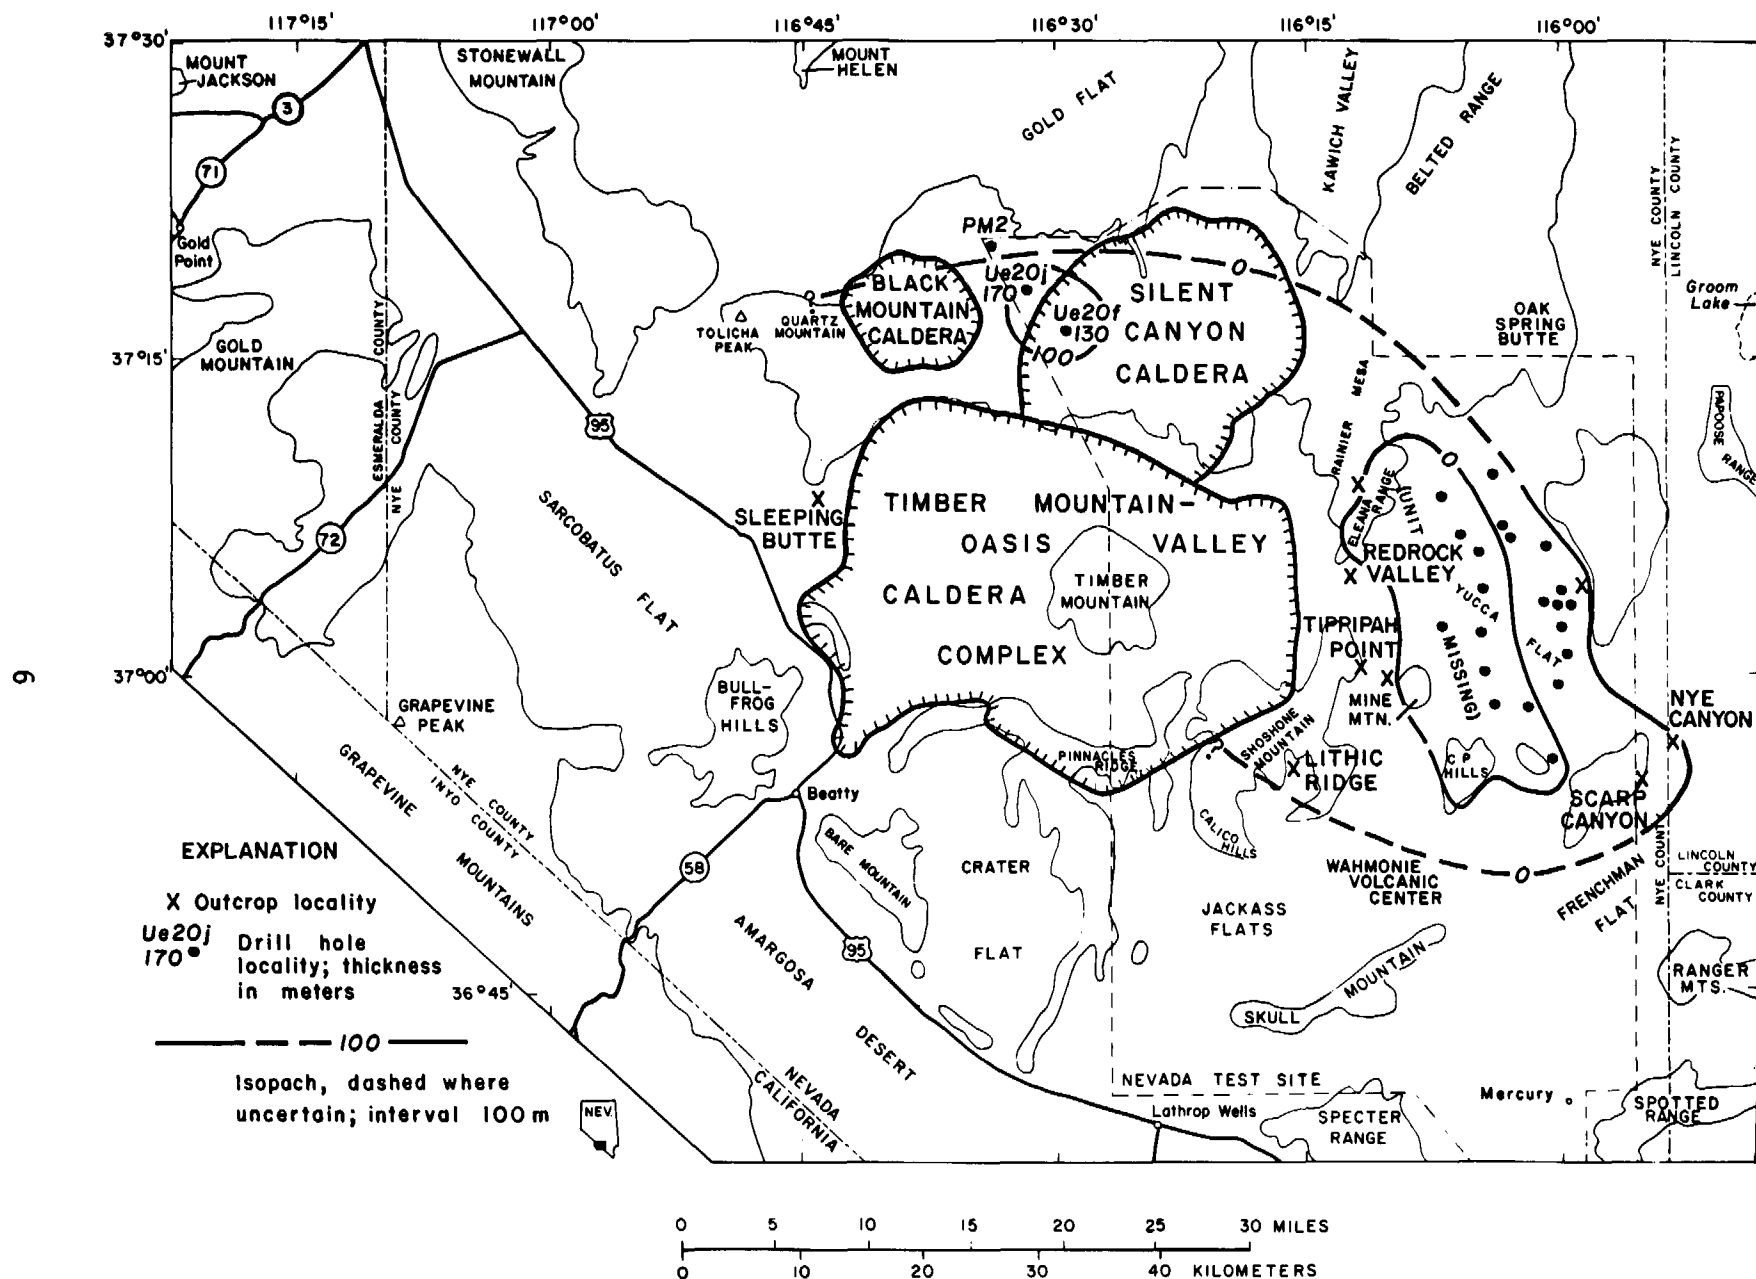 117°15'
117°00'
116°45'
116°30'
116°15'
116°00'
37°30'
MOUNT
JACKSON
STONEWALL
MOUNTAIN
MOUNT
HELEN
GOLD FLAT
KAWICH VALLEY
BELTED RANGE
NYE COUNTY
LINCOLN COUNTY
3
71
Gold
Point
PM2
Ue20j
170
Ue20f
130
100
0
BLACK
MOUNTAIN
CALDERA
SILENT
CANYON
CALDERA
Groom
Lake
TOLICHA
PEAK
QUARTZ
MOUNTAIN
OAK
SPRING
BUTTE
37°15'
GOLD
MOUNTAIN
ESMERALDA COUNTY
NYE COUNTY
95
RAINIER MESA
PAPOOSE
RANGE
0
ELEANA
RANGE
(UNIT
MISSING)
TIMBER MOUNTAIN-
OASIS VALLEY
CALDERA
COMPLEX
TIMBER
MOUNTAIN
SLEEPING
BUTTE
72
SARCOBATUS FLAT
X REDROCK
VALLEY
YUCCA
FLAT
TIPPIPAH
POINT
X X
MINE
MTN.
37°00'
BULL-
FROG
HILLS
GRAPEVINE
PEAK
NYE
CANYON
X
PINNACLES
RIDGE
?
SHOSHONE
MOUNTAIN
X LITHIC
RIDGE
C P
HILLS
X
SCARP
CANYON
GRAPEVINE
MOUNTAINS
NYE COUNTY
INYO COUNTY
Beatty
CALICO
HILLS
58
BARE MOUNTAIN
CRATER
FLAT
WAHMONIE
VOLCANIC
CENTER
0
FRENCHMAN
FLAT
NYE COUNTY
LINCOLN
COUNTY
CLARK
COUNTY
JACKASS
FLATS
AMARGOSA
DESERT
95
SKULL
MOUNTAIN
RANGER
MTS.
EXPLANATION
X Outcrop locality
Ue20j
170
Drill hole
locality; thickness
in meters
36°45'
100
Isopach, dashed where
uncertain; interval 100 m
NEV.
NEVADA
CALIFORNIA
NEVADA TEST SITE
Lathrop Wells
SPECTER
RANGE
Mercury
SPOTTED
RANGE
0 5 10 15 20 25 30 MILES
0 10 20 30 40 KILOMETERS
9